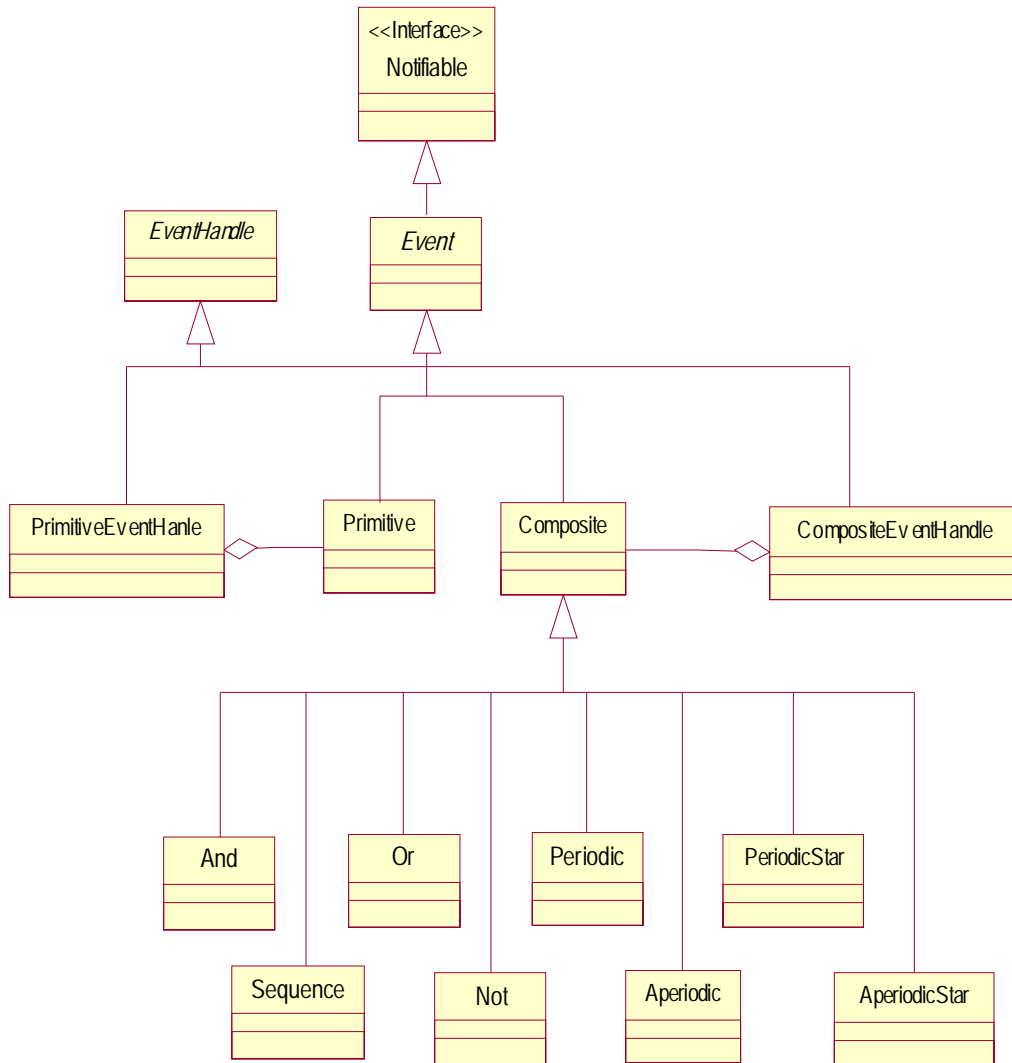 <<Interface>>
Notifiable
EventHandle
Event
PrimitiveEventHanle
Primitive
Composite
CompositeEventHandle
And
Or
Periodic
PeriodicStar
Sequence
Not
Aperiodic
AperiodicStar